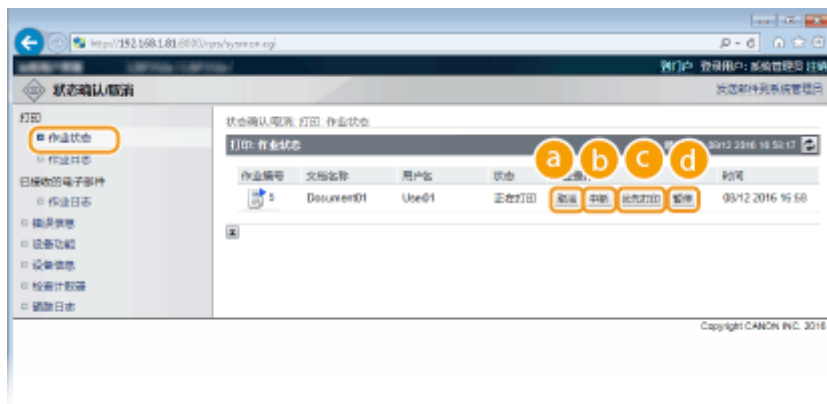 http://192.168.1.81:8000/rps/sysmon.cgi
到门户 登录用户: 系统管理员 注销
状态确认/取消
发送邮件到系统管理员
打印
作业状态
作业日志
已接收的电子邮件
作业日志
错误信息
设备功能
设备信息
检查计数器
删除日志
状态确认/取消: 打印: 作业状态
打印: 作业状态
08/12 2016 16:58:17
a b c d
作业编号 文档名称 用户名 状态 时间
5 Document01 User01 正在打印 取消 中断 优先打印 暂停 08/12 2016 16:58
Copyright CANON INC. 2016